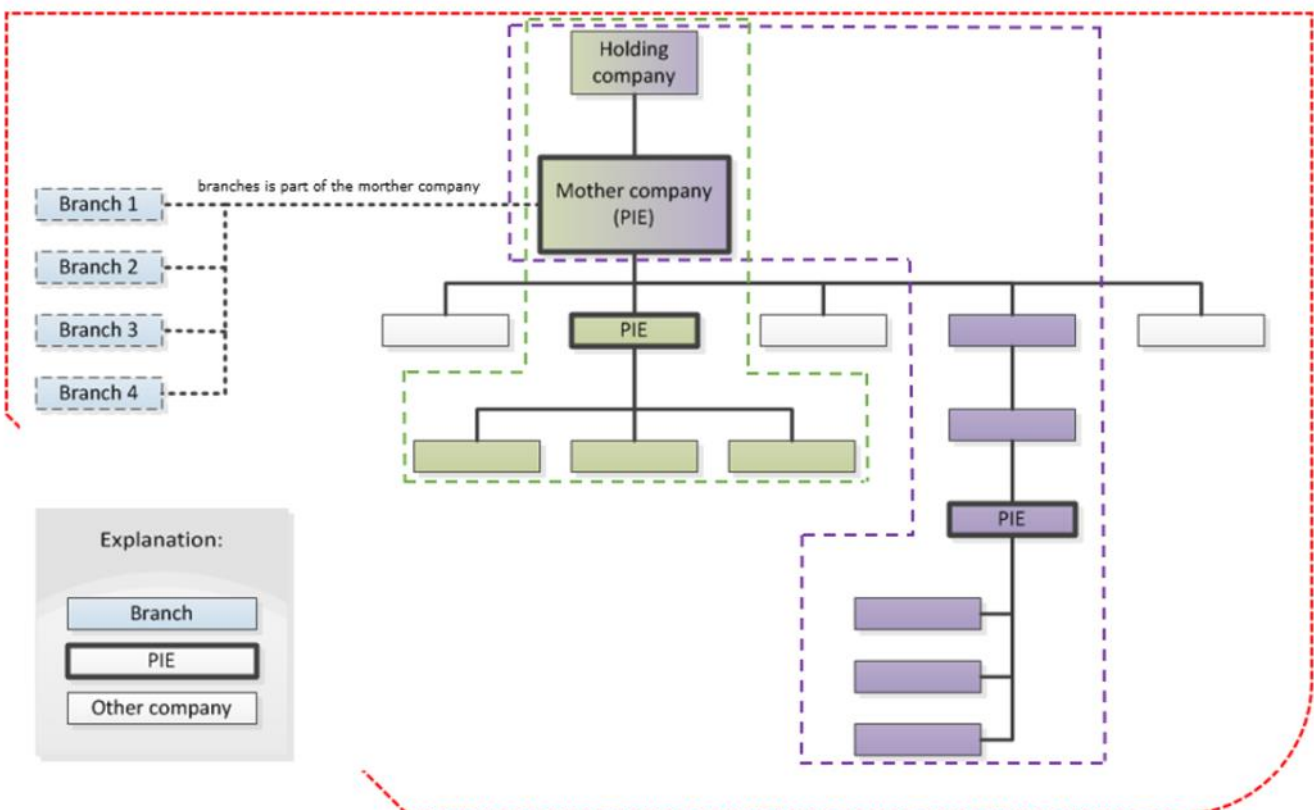 Holding
company
Mother company
(PIE)
branches is part of the morther company
Branch 1
Branch 2
Branch 3
Branch 4
PIE
PIE
Explanation:
Branch
PIE
Other company